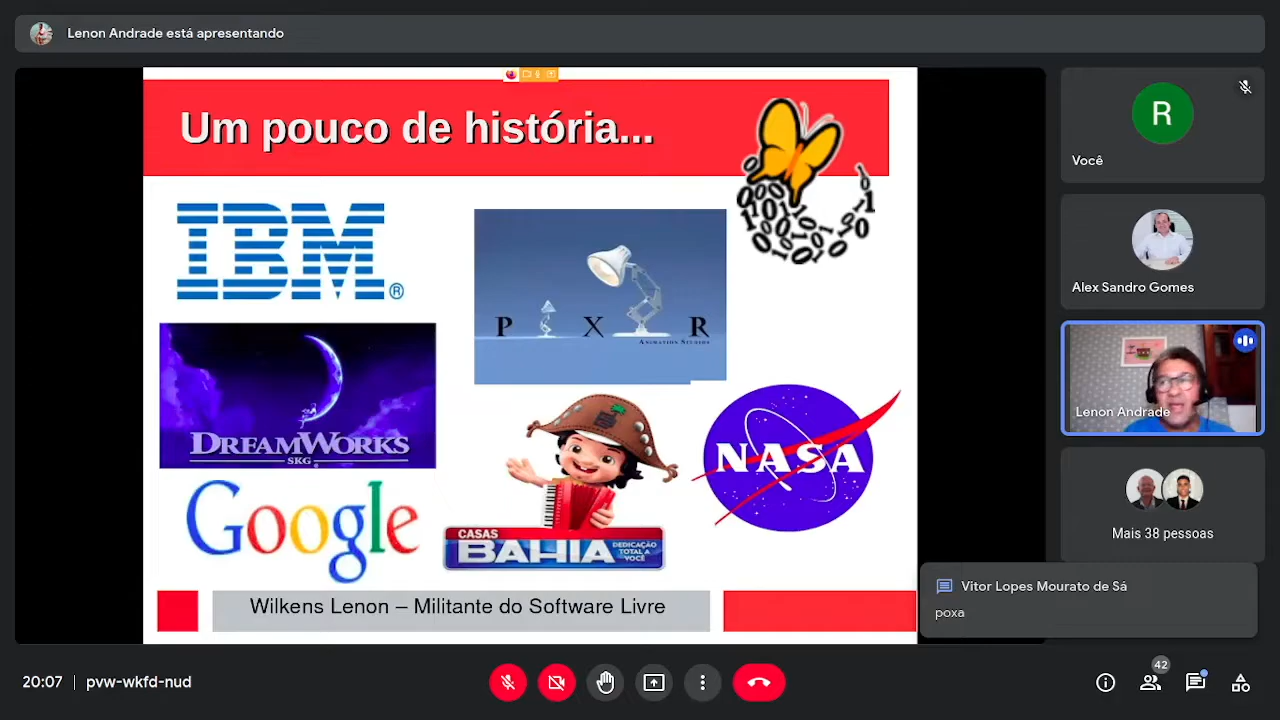 Lenon Andrade está apresentando
Um pouco de história...
IBM®
P X R
ANIMATION STUDIOS
DREAMWORKS
SKG
Google
CASAS
BAHIA
DEDICAÇÃO
TOTAL A
VOCÊ
NASA
Wilkens Lenon – Militante do Software Livre
R
Você
Alex Sandro Gomes
Lenon Andrade
Mais 38 pessoas
Vitor Lopes Mourato de Sá
poxa
20:07 | pvw-wkfd-nud
42